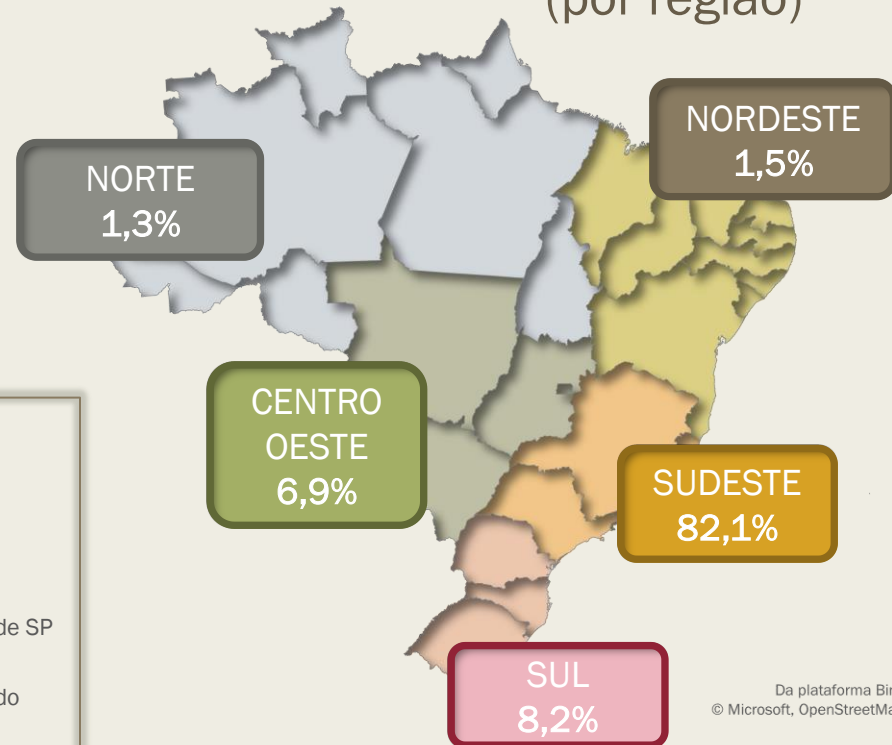 (por região)
NORDESTE
1,5%
NORTE
1,3%
CENTRO
OESTE
6,9%
SUDESTE
82,1%
SUL
8,2%
de SP
do
Da plataforma Bin
© Microsoft, OpenStreetMa